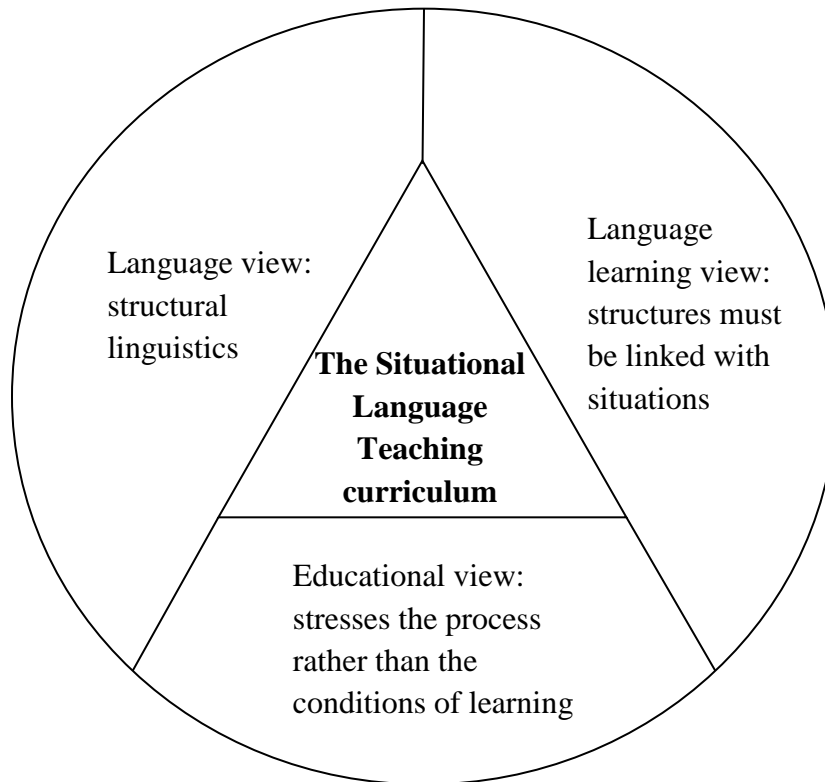 Language view:
structural
linguistics
Language
learning view:
structures must
be linked with
situations
The Situational
Language
Teaching
curriculum
Educational view:
stresses the process
rather than the
conditions of learning